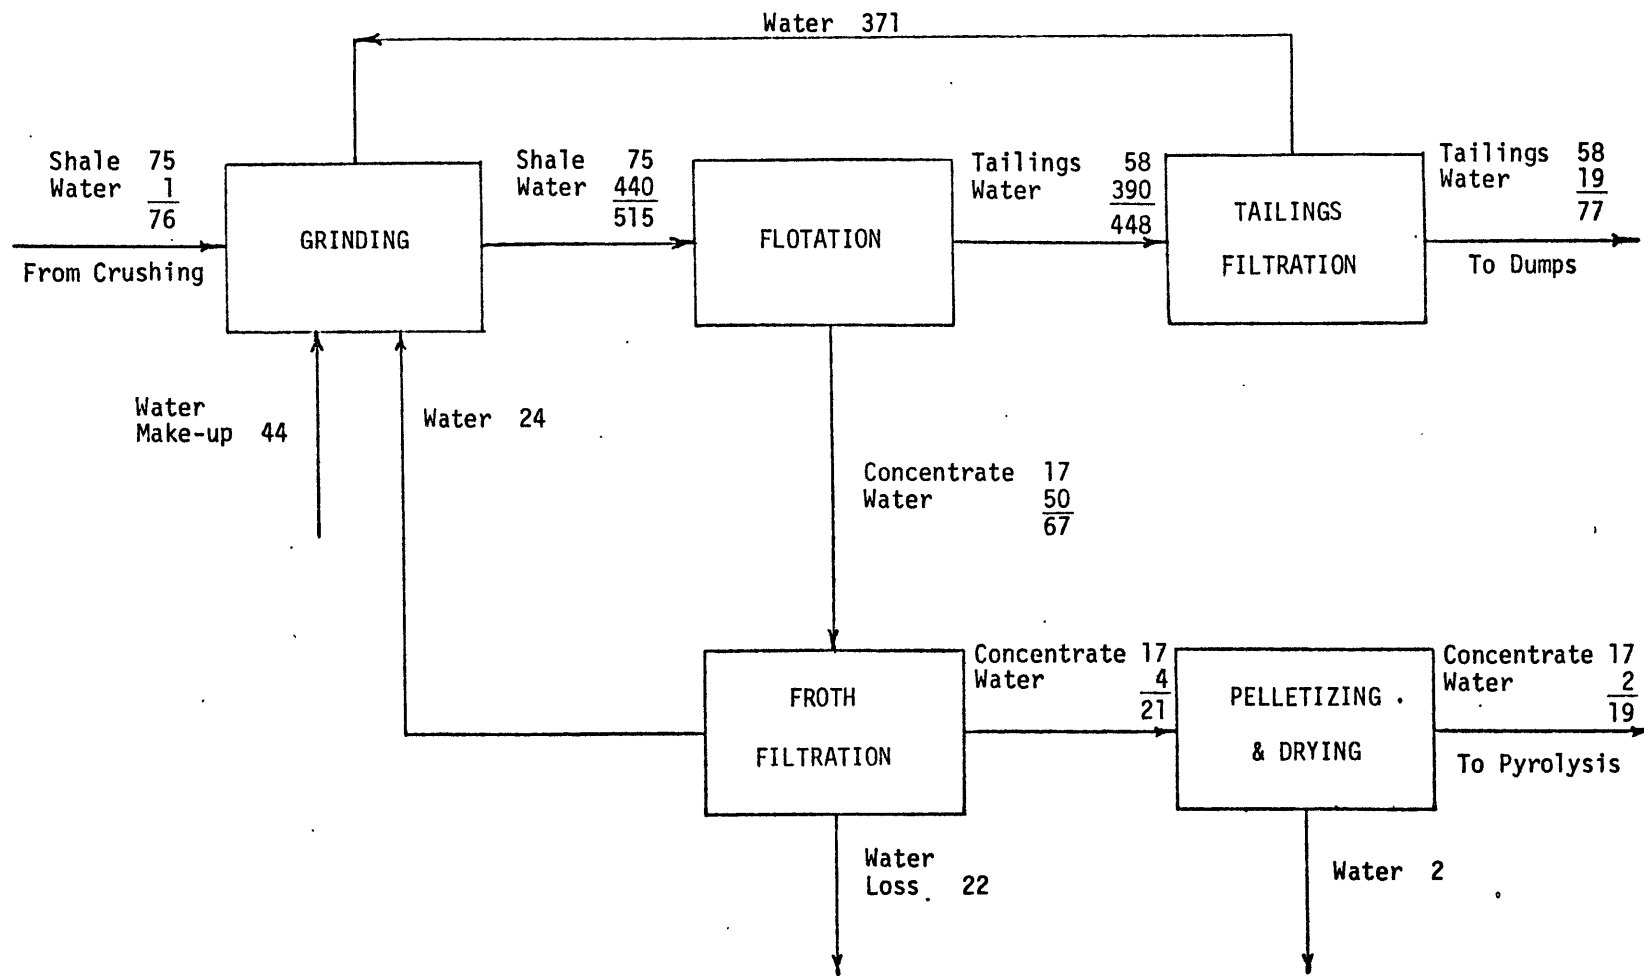 Water 371
Shale 75
Water 1
76
From Crushing
GRINDING
Shale 75
Water 440
515
FLOTATION
Tailings 58
Water 390
448
TAILINGS
FILTRATION
Tailings 58
Water 19
77
To Dumps
Water
Make-up 44
Water 24
Concentrate 17
Water 50
67
FROTH
FILTRATION
Concentrate 17
Water 4
21
PELLETIZING
& DRYING
Concentrate 17
Water 2
19
To Pyrolysis
Water
Loss 22
Water 2